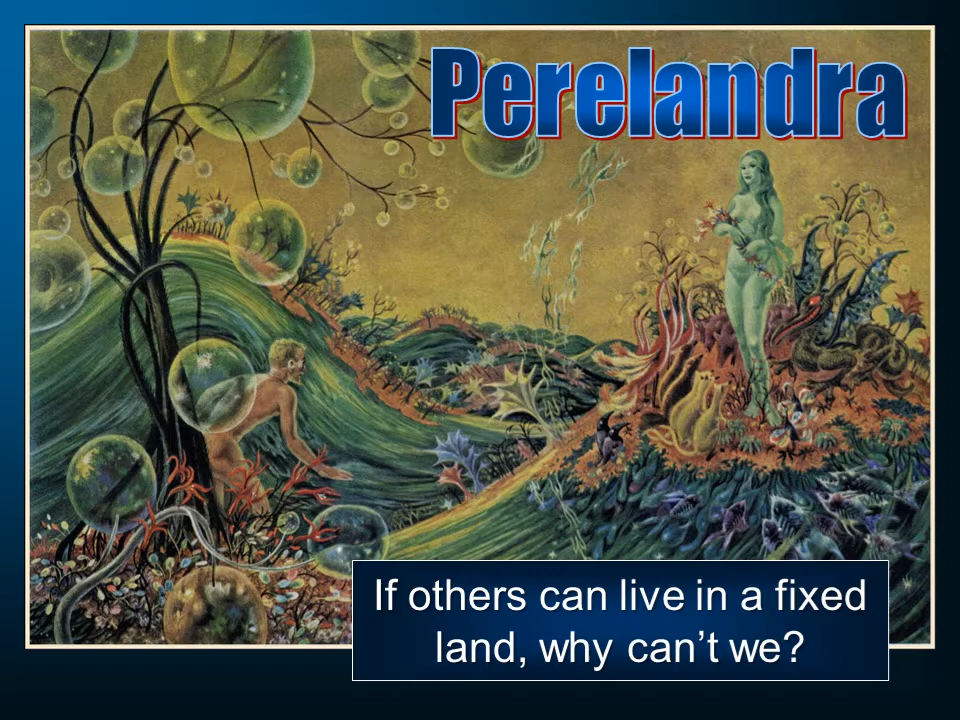 Perelandra
If others can live in a fixed
land, why can’t we?